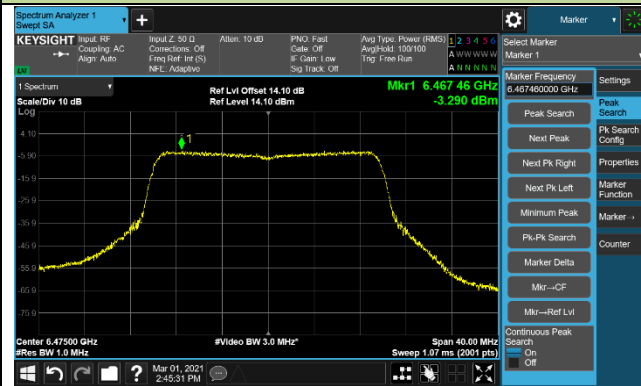 Spectrum Analyzer 1
Swept SA
Marker
KEYSIGHT
Input: RF
Coupling: AC
Align: Auto
Input Z: 50 Ω
Corrections: Off
Freq Ref: Int (S)
NFE: Adaptive
Atten: 10 dB
PNO: Fast
Gate: Off
IF Gain: Low
Sig Track: Off
Avg Type: Power (RMS)
Avg|Hold: 100/100
Trig: Free Run
1 2 3 4 5 6
A W W W W W
A N N N N N
LW
1 Spectrum
Scale/Div 10 dB
Log
Ref Lvl Offset 14.10 dB
Ref Level 14.10 dBm
Mkr1 6.467 46 GHz
-3.290 dBm
4.10
-5.90
-15.9
-25.9
-35.9
-45.9
-55.9
-65.9
-75.9
1
Center 6.47500 GHz
#Res BW 1.0 MHz
#Video BW 3.0 MHz*
Span 40.00 MHz
Sweep 1.07 ms (2001 pts)
Mar 01, 2021
2:45:31 PM
Select Marker
Marker 1
Marker Frequency
6.467460000 GHz
Peak Search
Next Peak
Next Pk Right
Next Pk Left
Minimum Peak
Pk-Pk Search
Marker Delta
Mkr→CF
Mkr→Ref Lvl
Continuous Peak
Search
On
Off
Settings
Peak
Search
Pk Search
Config
Properties
Marker
Function
Marker→
Counter